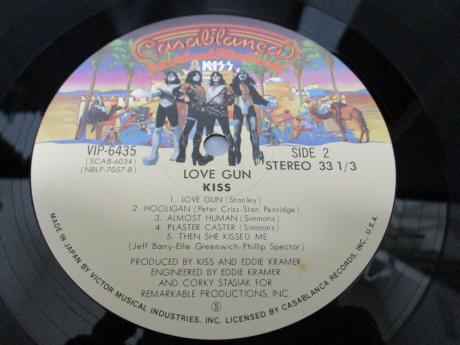 Casablanca
Record and FilmWorks
KISS
VIP-6435
(SCAB-6034)
(NBLP-7057-B)
SIDE 2
STEREO 33 1/3
LOVE GUN
KISS
1. LOVE GUN (Stanley)
2. HOOLIGAN (Peter Criss-Stan Penridge)
3. ALMOST HUMAN (Simmons)
4. PLASTER CASTER (Simmons)
5. THEN SHE KISSED ME
(Jeff Barry-Ellie Greenwich-Phillip Spector)
PRODUCED BY KISS AND EDDIE KRAMER
ENGINEERED BY EDDIE KRAMER
AND CORKY STASIAK FOR
REMARKABLE PRODUCTIONS, INC.
S
MADE IN JAPAN BY VICTOR MUSICAL INDUSTRIES, INC. LICENSED BY CASABLANCA RECORDS, INC. U.S.A.